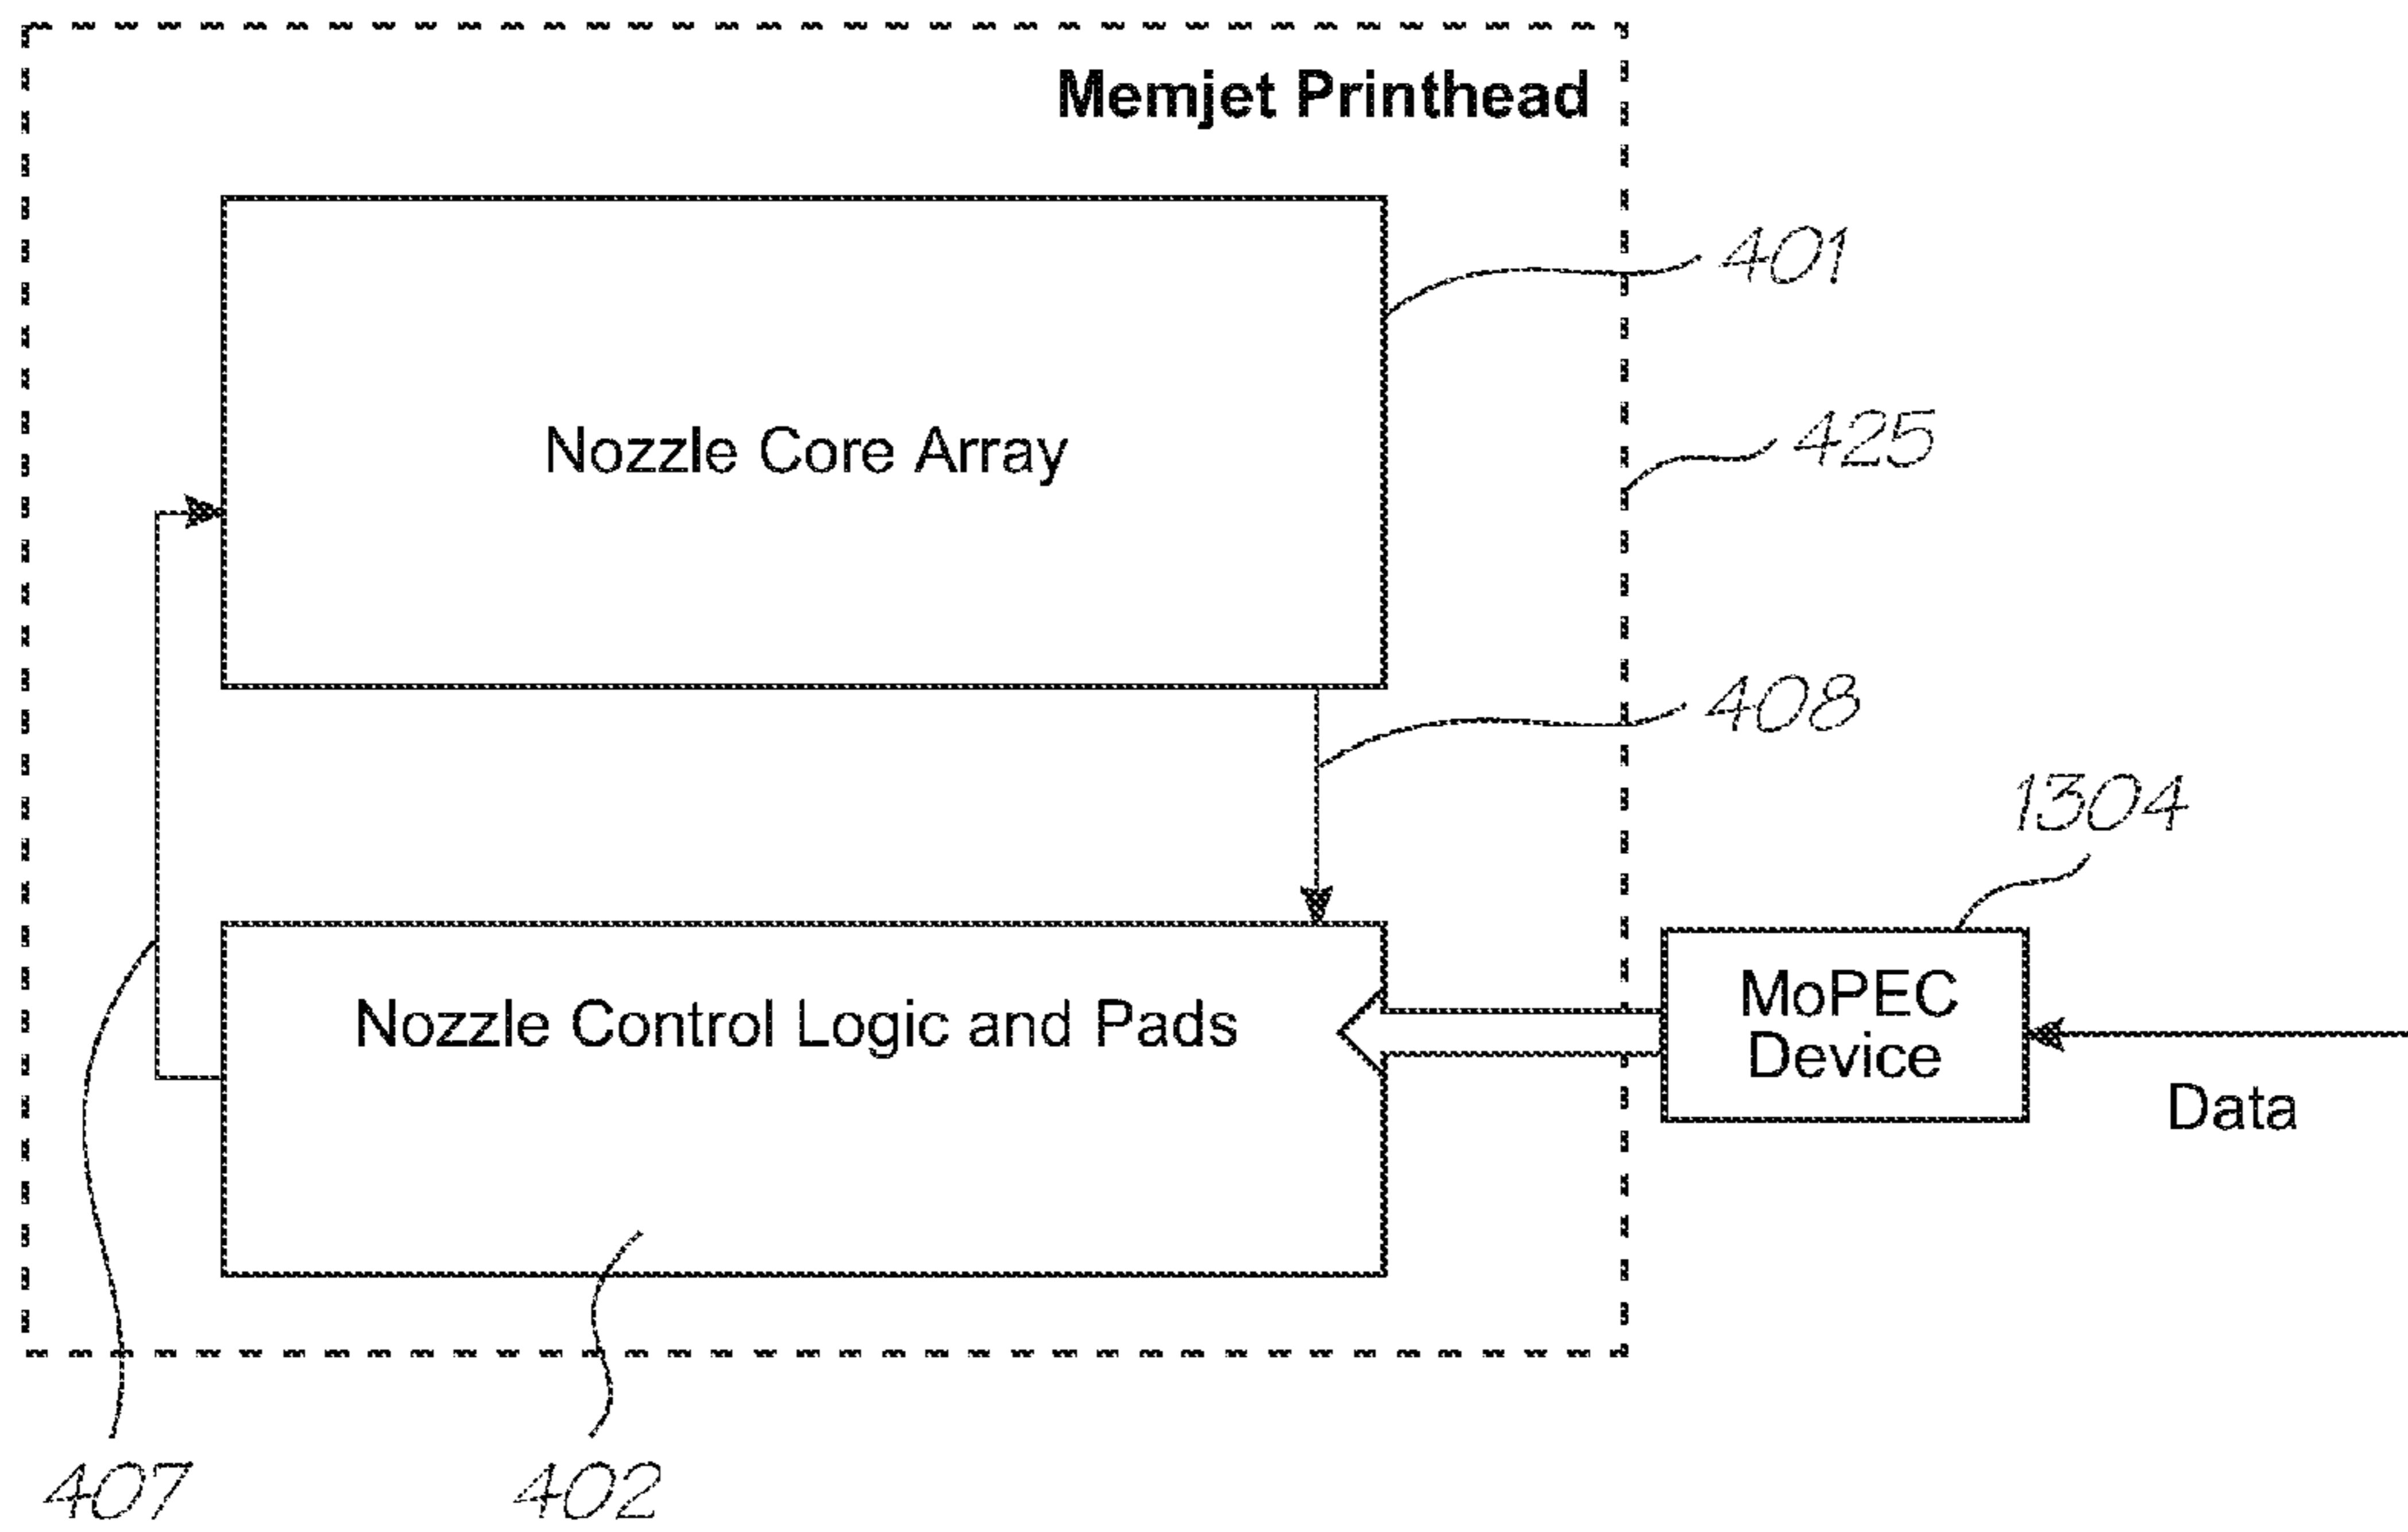 Memjet Printhead
401
Nozzle Core Array
425
408
1304
Nozzle Control Logic and Pads
MoPEC
Device
Data
407
402